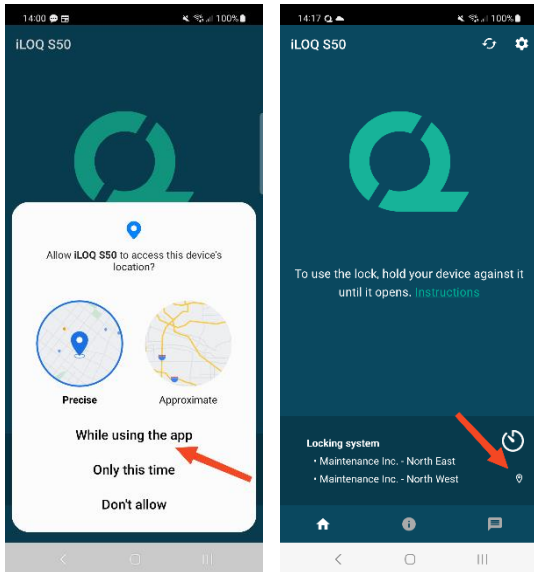 14:00
100%
iLOQ S50
Allow iLOQ S50 to access this device's
location?
Precise
Approximate
While using the app
Only this time
Don't allow
14:17
100%
iLOQ S50
To use the lock, hold your device against it
until it opens. Instructions
Locking system
• Maintenance Inc. - North East
• Maintenance Inc. - North West